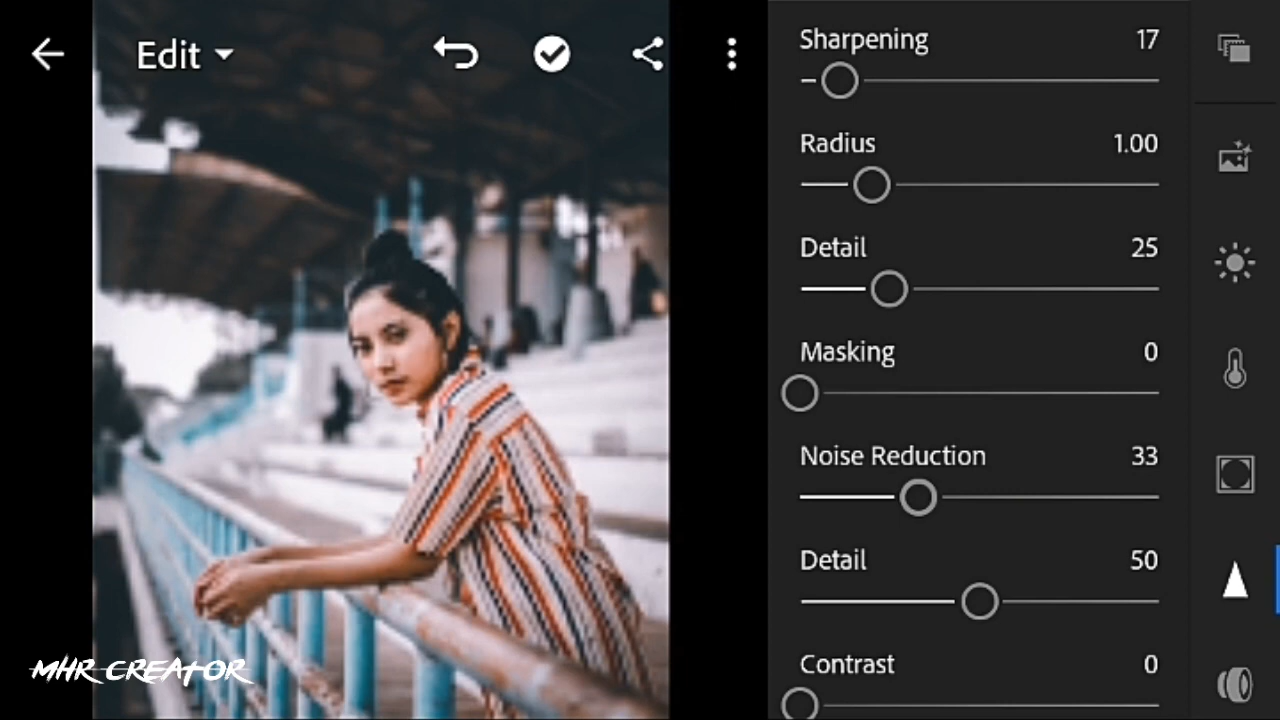 Edit
Sharpening 17
Radius 1.00
Detail 25
Masking 0
Noise Reduction 33
Detail 50
Contrast 0
MHR CREATOR